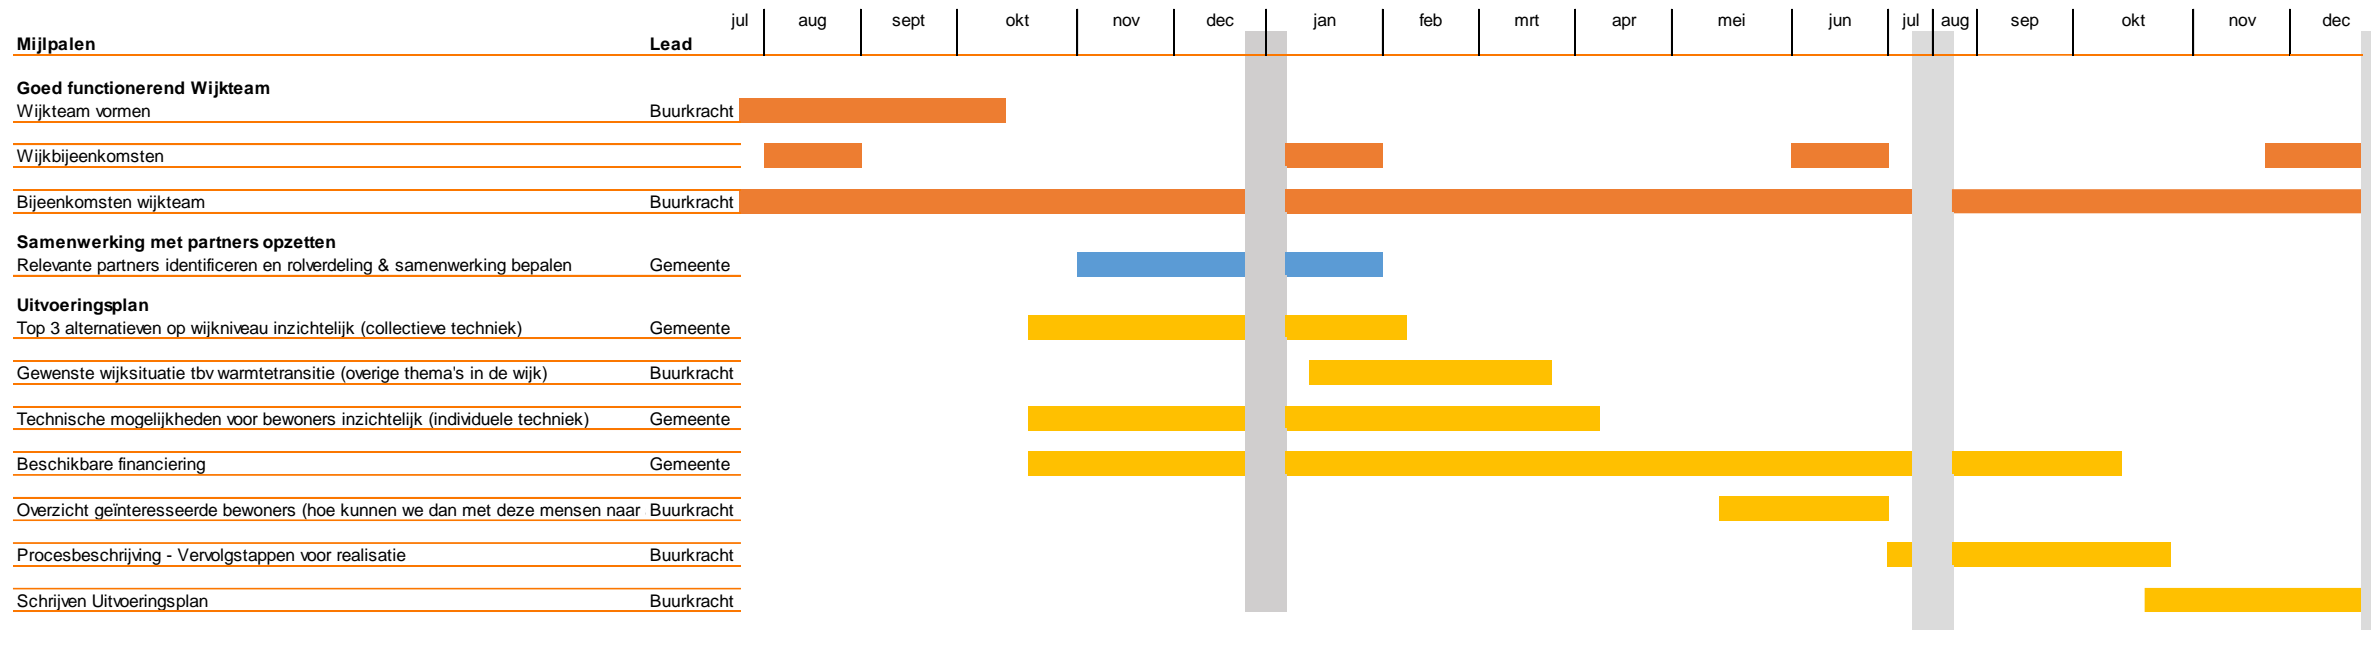 jul aug sept okt nov dec jan feb mrt apr mei jun jul aug sep okt nov dec
Mijlpalen Lead
Goed functionerend Wijkteam
Wijkteam vormen Buurkracht
Wijkbijeenkomsten
Bijeenkomsten wijkteam Buurkracht
Samenwerking met partners opzetten
Relevante partners identificeren en rolverdeling & samenwerking bepalen Gemeente
Uitvoeringsplan
Top 3 alternatieven op wijkniveau inzichtelijk (collectieve techniek) Gemeente
Gewenste wijksituatie tbv warmtetransitie (overige thema's in de wijk) Buurkracht
Technische mogelijkheden voor bewoners inzichtelijk (individuele techniek) Gemeente
Beschikbare financiering Gemeente
Overzicht geïnteresseerde bewoners (hoe kunnen we dan met deze mensen naar Buurkracht
Procesbeschrijving - Vervolgstappen voor realisatie Buurkracht
Schrijven Uitvoeringsplan Buurkracht